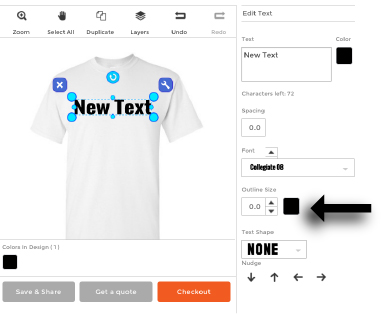 Zoom Select All Duplicate Layers Undo Redo
New Text
Colors in Design ( 1 )
Save & Share Get a quote Checkout
Edit Text
Text Color
New Text
Characters left: 72
Spacing
0.0
Font
Collegiate 08
Outline Size
0.0
Text Shape
NONE
Nudge